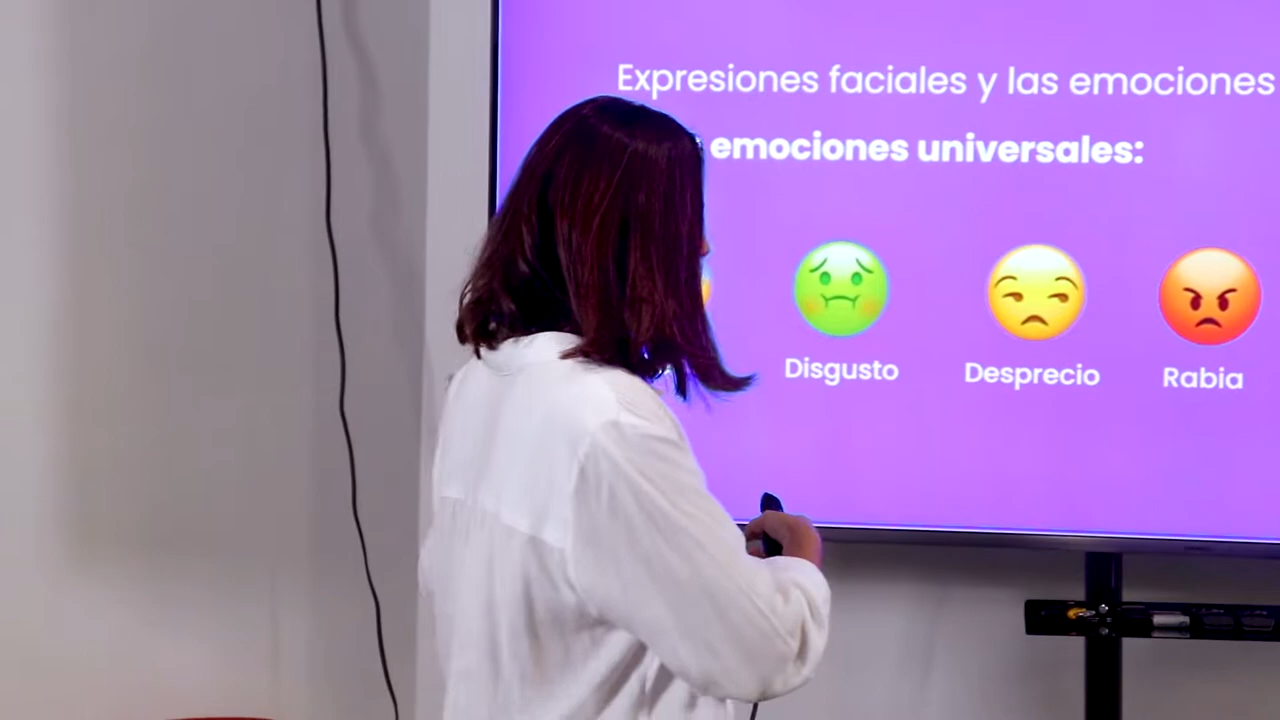 Expresiones faciales y las emociones
emociones universales:
Disgusto
Desprecio
Rabia